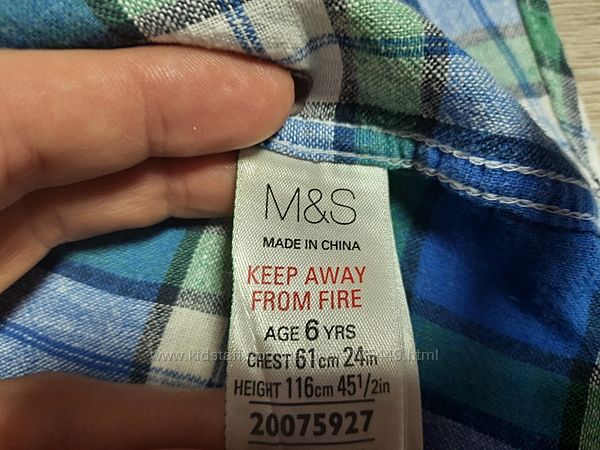 M&S
MADE IN CHINA
KEEP AWAY
FROM FIRE
AGE 6 YRS
CHEST 61cm 24in
HEIGHT 116cm 45 1/2in
20075927